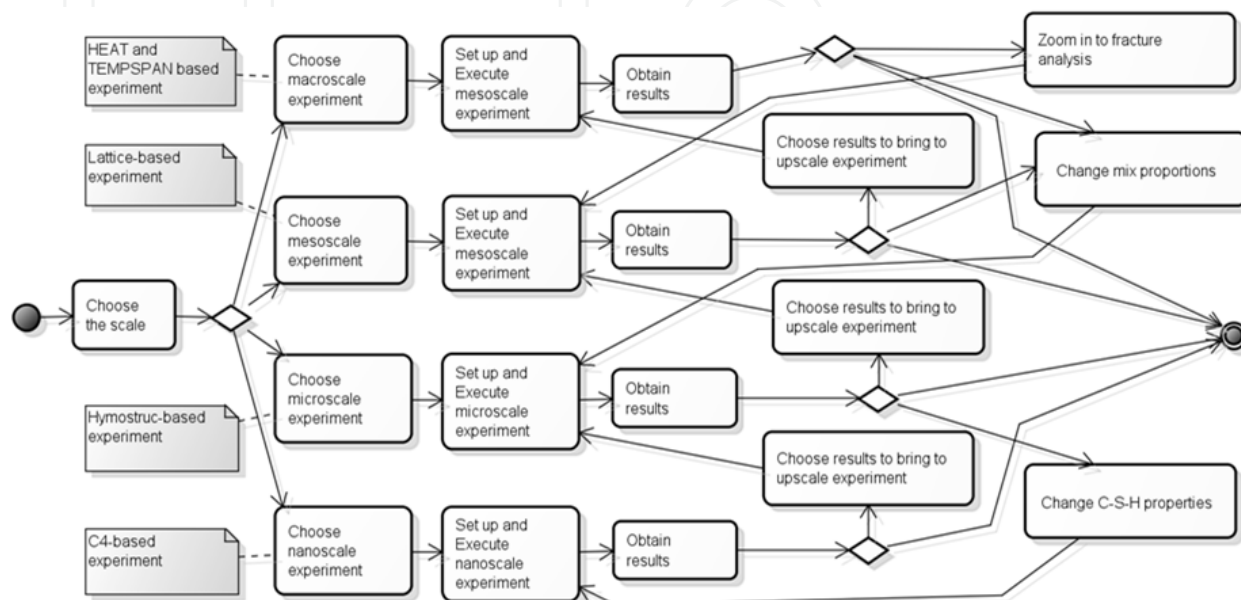 HEAT and
TEMPSPAN based
experiment
Choose
macroscale
experiment
Set up and
Execute
mesoscale
experiment
Obtain
results
Zoom in to fracture
analysis
Choose results to bring to
upscale experiment
Change mix proportions
Lattice-based
experiment
Choose
mesoscale
experiment
Set up and
Execute
mesoscale
experiment
Obtain
results
Choose
the scale
Choose results to bring to
upscale experiment
Hymostruc-based
experiment
Choose
microscale
experiment
Set up and
Execute
microscale
experiment
Obtain
results
Choose results to bring to
upscale experiment
Change C-S-H properties
C4-based
experiment
Choose
nanoscale
experiment
Set up and
Execute
nanoscale
experiment
Obtain
results